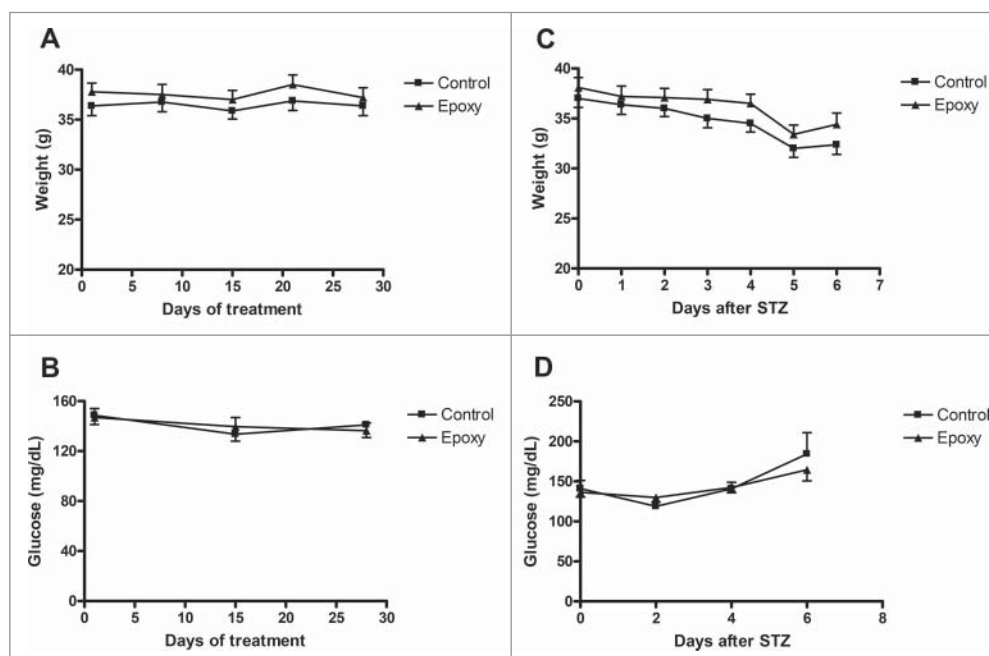 A
40
35
30
25
20
Weight (g)
0 5 10 15 20 25 30
Days of treatment
Control
Epoxy
C
40
35
30
25
20
Weight (g)
0 1 2 3 4 5 6 7
Days after STZ
Control
Epoxy
B
160
120
80
40
0
Glucose (mg/dL)
0 5 10 15 20 25 30
Days of treatment
Control
Epoxy
D
250
200
150
100
50
0
Glucose (mg/dL)
0 2 4 6 8
Days after STZ
Control
Epoxy